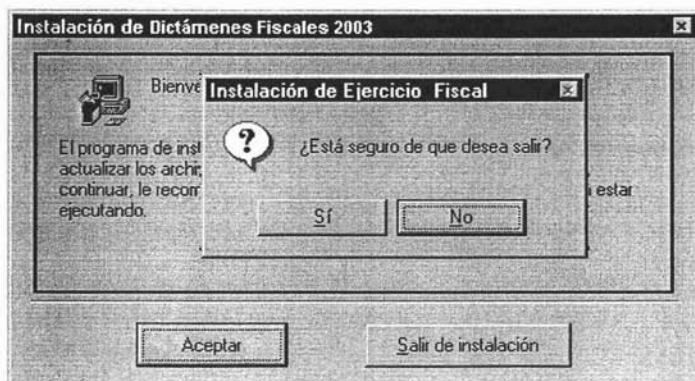 Instalación de Dictámenes Fiscales 2003
Bienve
El programa de inst
actualizar los archi
continuar, le recom
á estar
ejecutando.
Instalación de Ejercicio Fiscal
¿Está seguro de que desea salir?
Sí
No
Aceptar
Salir de instalación